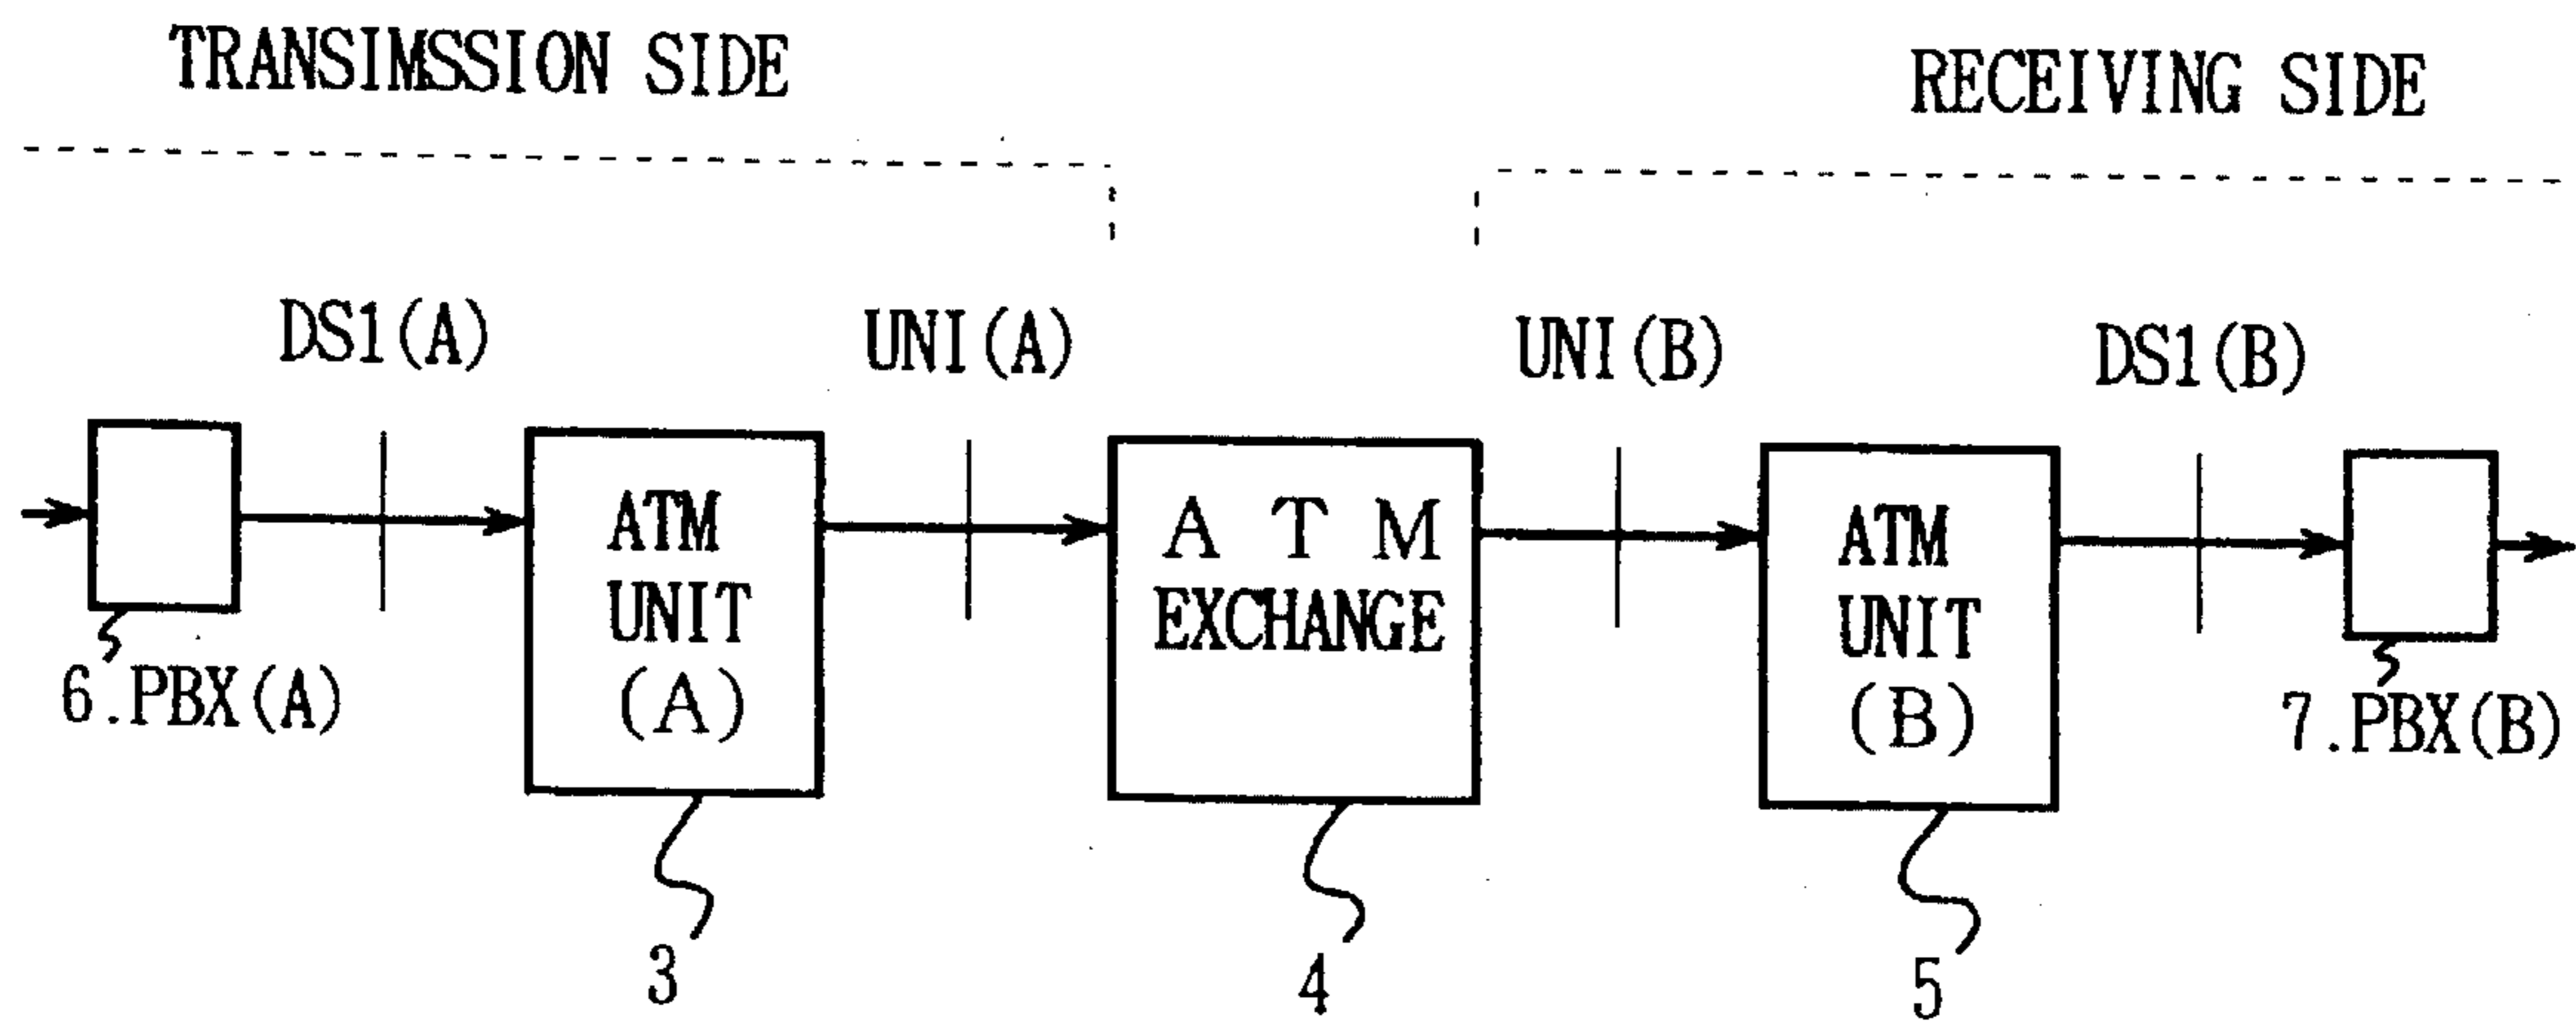 TRANSIMSSION SIDE
RECEIVING SIDE
DS1(A)
UNI(A)
UNI(B)
DS1(B)
ATM
UNIT
(A)
A T M
EXCHANGE
ATM
UNIT
(B)
6.PBX(A)
7.PBX(B)
3
4
5